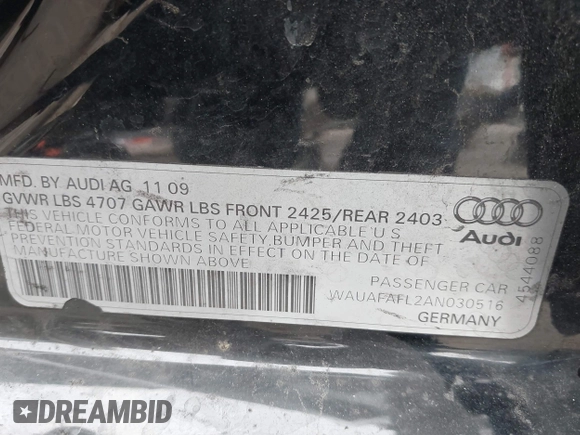 MFD. BY AUDI AG 11 09
GVWR LBS 4707 GAWR LBS FRONT 2425/REAR 2403
THIS VEHICLE CONFORMS TO ALL APPLICABLE U S
FEDERAL MOTOR VEHICLE SAFETY, BUMPER AND THEFT
PREVENTION STANDARDS IN EFFECT ON THE DATE OF
MANUFACTURE SHOWN ABOVE
Audi
4544088
PASSENGER CAR
WAUAFAFL2AN030516
GERMANY
DREAMBID